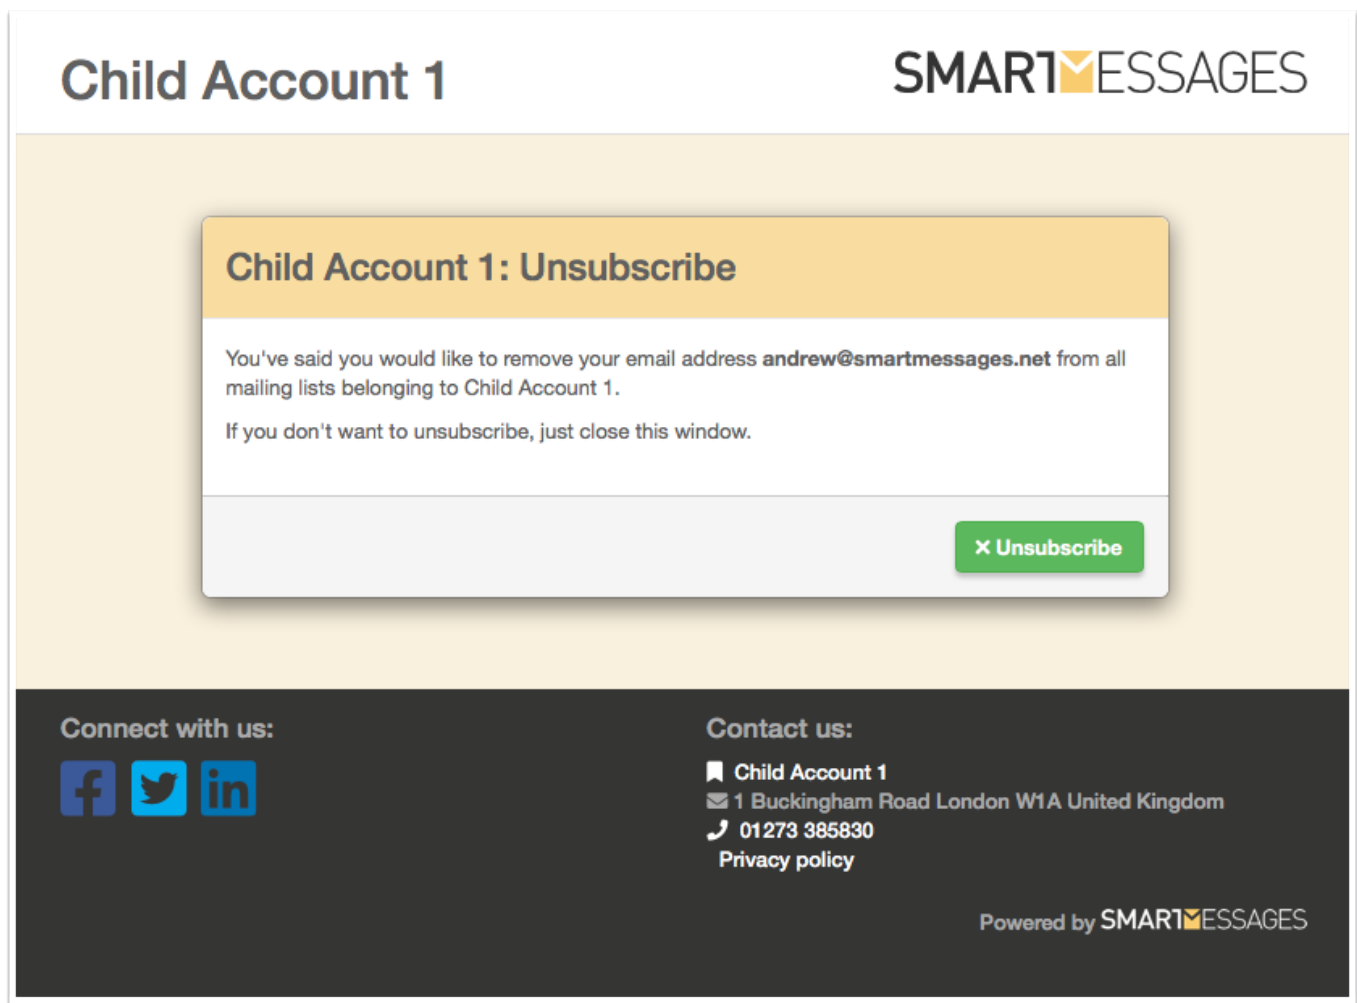 Child Account 1
SMARTMESSAGES
Child Account 1: Unsubscribe
You've said you would like to remove your email address andrew@smartmessages.net from all
mailing lists belonging to Child Account 1.
If you don't want to unsubscribe, just close this window.
× Unsubscribe
Connect with us:
f
in
Contact us:
Child Account 1
1 Buckingham Road London W1A United Kingdom
01273 385830
Privacy policy
Powered by SMARTMESSAGES